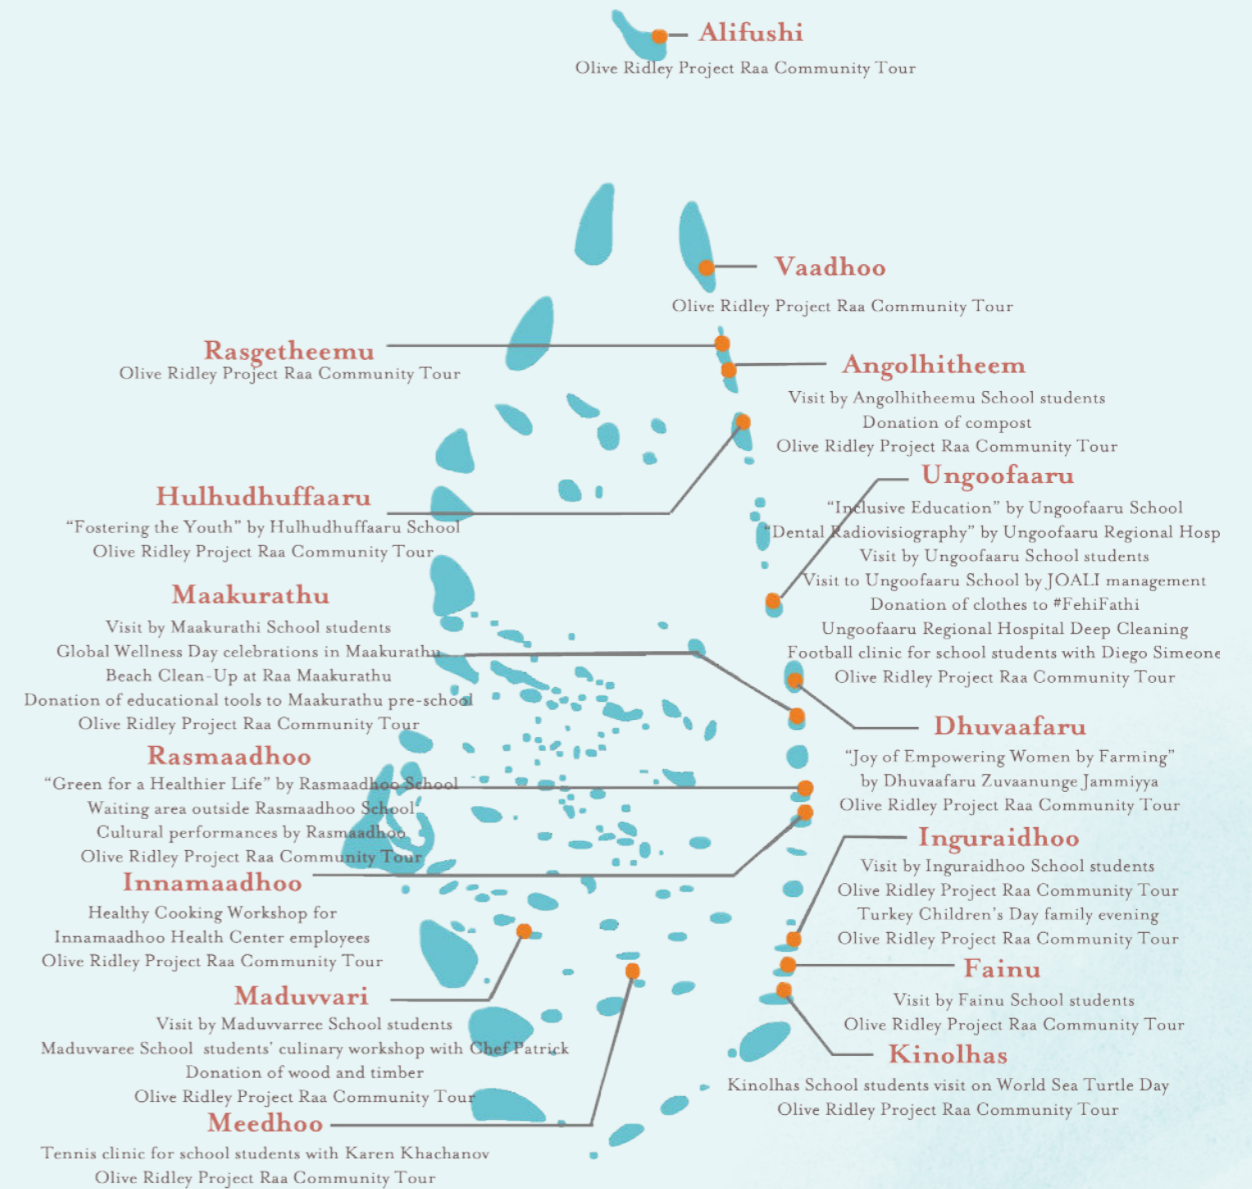 Alifushi
Olive Ridley Project Raa Community Tour
Vaadhoo
Olive Ridley Project Raa Community Tour
Rasgetheemu
Olive Ridley Project Raa Community Tour
Angolhitheem
Visit by Angolhitheemu School students
Donation of compost
Olive Ridley Project Raa Community Tour
Hulhudhuffaaru
“Fostering the Youth” by Hulhudhuffaaru School
Olive Ridley Project Raa Community Tour
Ungoofaaru
“Inclusive Education” by Ungoofaaru School
“Dental Radiovisiography” by Ungoofaaru Regional Hosp
Visit by Ungoofaaru School students
Visit to Ungoofaaru School by JOALI management
Donation of clothes to #FehiFathi
Ungoofaaru Regional Hospital Deep Cleaning
Football clinic for school students with Diego Simeone
Olive Ridley Project Raa Community Tour
Maakurathu
Visit by Maakurathi School students
Global Wellness Day celebrations in Maakurathu
Beach Clean-Up at Raa Maakurathu
Donation of educational tools to Maakurathu pre-school
Olive Ridley Project Raa Community Tour
Dhuvaafaru
“Joy of Empowering Women by Farming”
by Dhuvaafaru Zuvaanunge Jammiyya
Olive Ridley Project Raa Community Tour
Rasmaadhoo
“Green for a Healthier Life” by Rasmaadhoo School
Waiting area outside Rasmaadhoo School
Cultural performances by Rasmaadhoo
Olive Ridley Project Raa Community Tour
Inguraidhoo
Visit by Inguraidhoo School students
Olive Ridley Project Raa Community Tour
Turkey Children’s Day family evening
Olive Ridley Project Raa Community Tour
Innamaadhoo
Healthy Cooking Workshop for
Innamaadhoo Health Center employees
Olive Ridley Project Raa Community Tour
Fainu
Visit by Fainu School students
Olive Ridley Project Raa Community Tour
Maduvvari
Visit by Maduvvarree School students
Maduvvaree School students’ culinary workshop with Chef Patrick
Donation of wood and timber
Olive Ridley Project Raa Community Tour
Kinolhas
Kinolhas School students visit on World Sea Turtle Day
Olive Ridley Project Raa Community Tour
Meedhoo
Tennis clinic for school students with Karen Khachanov
Olive Ridley Project Raa Community Tour